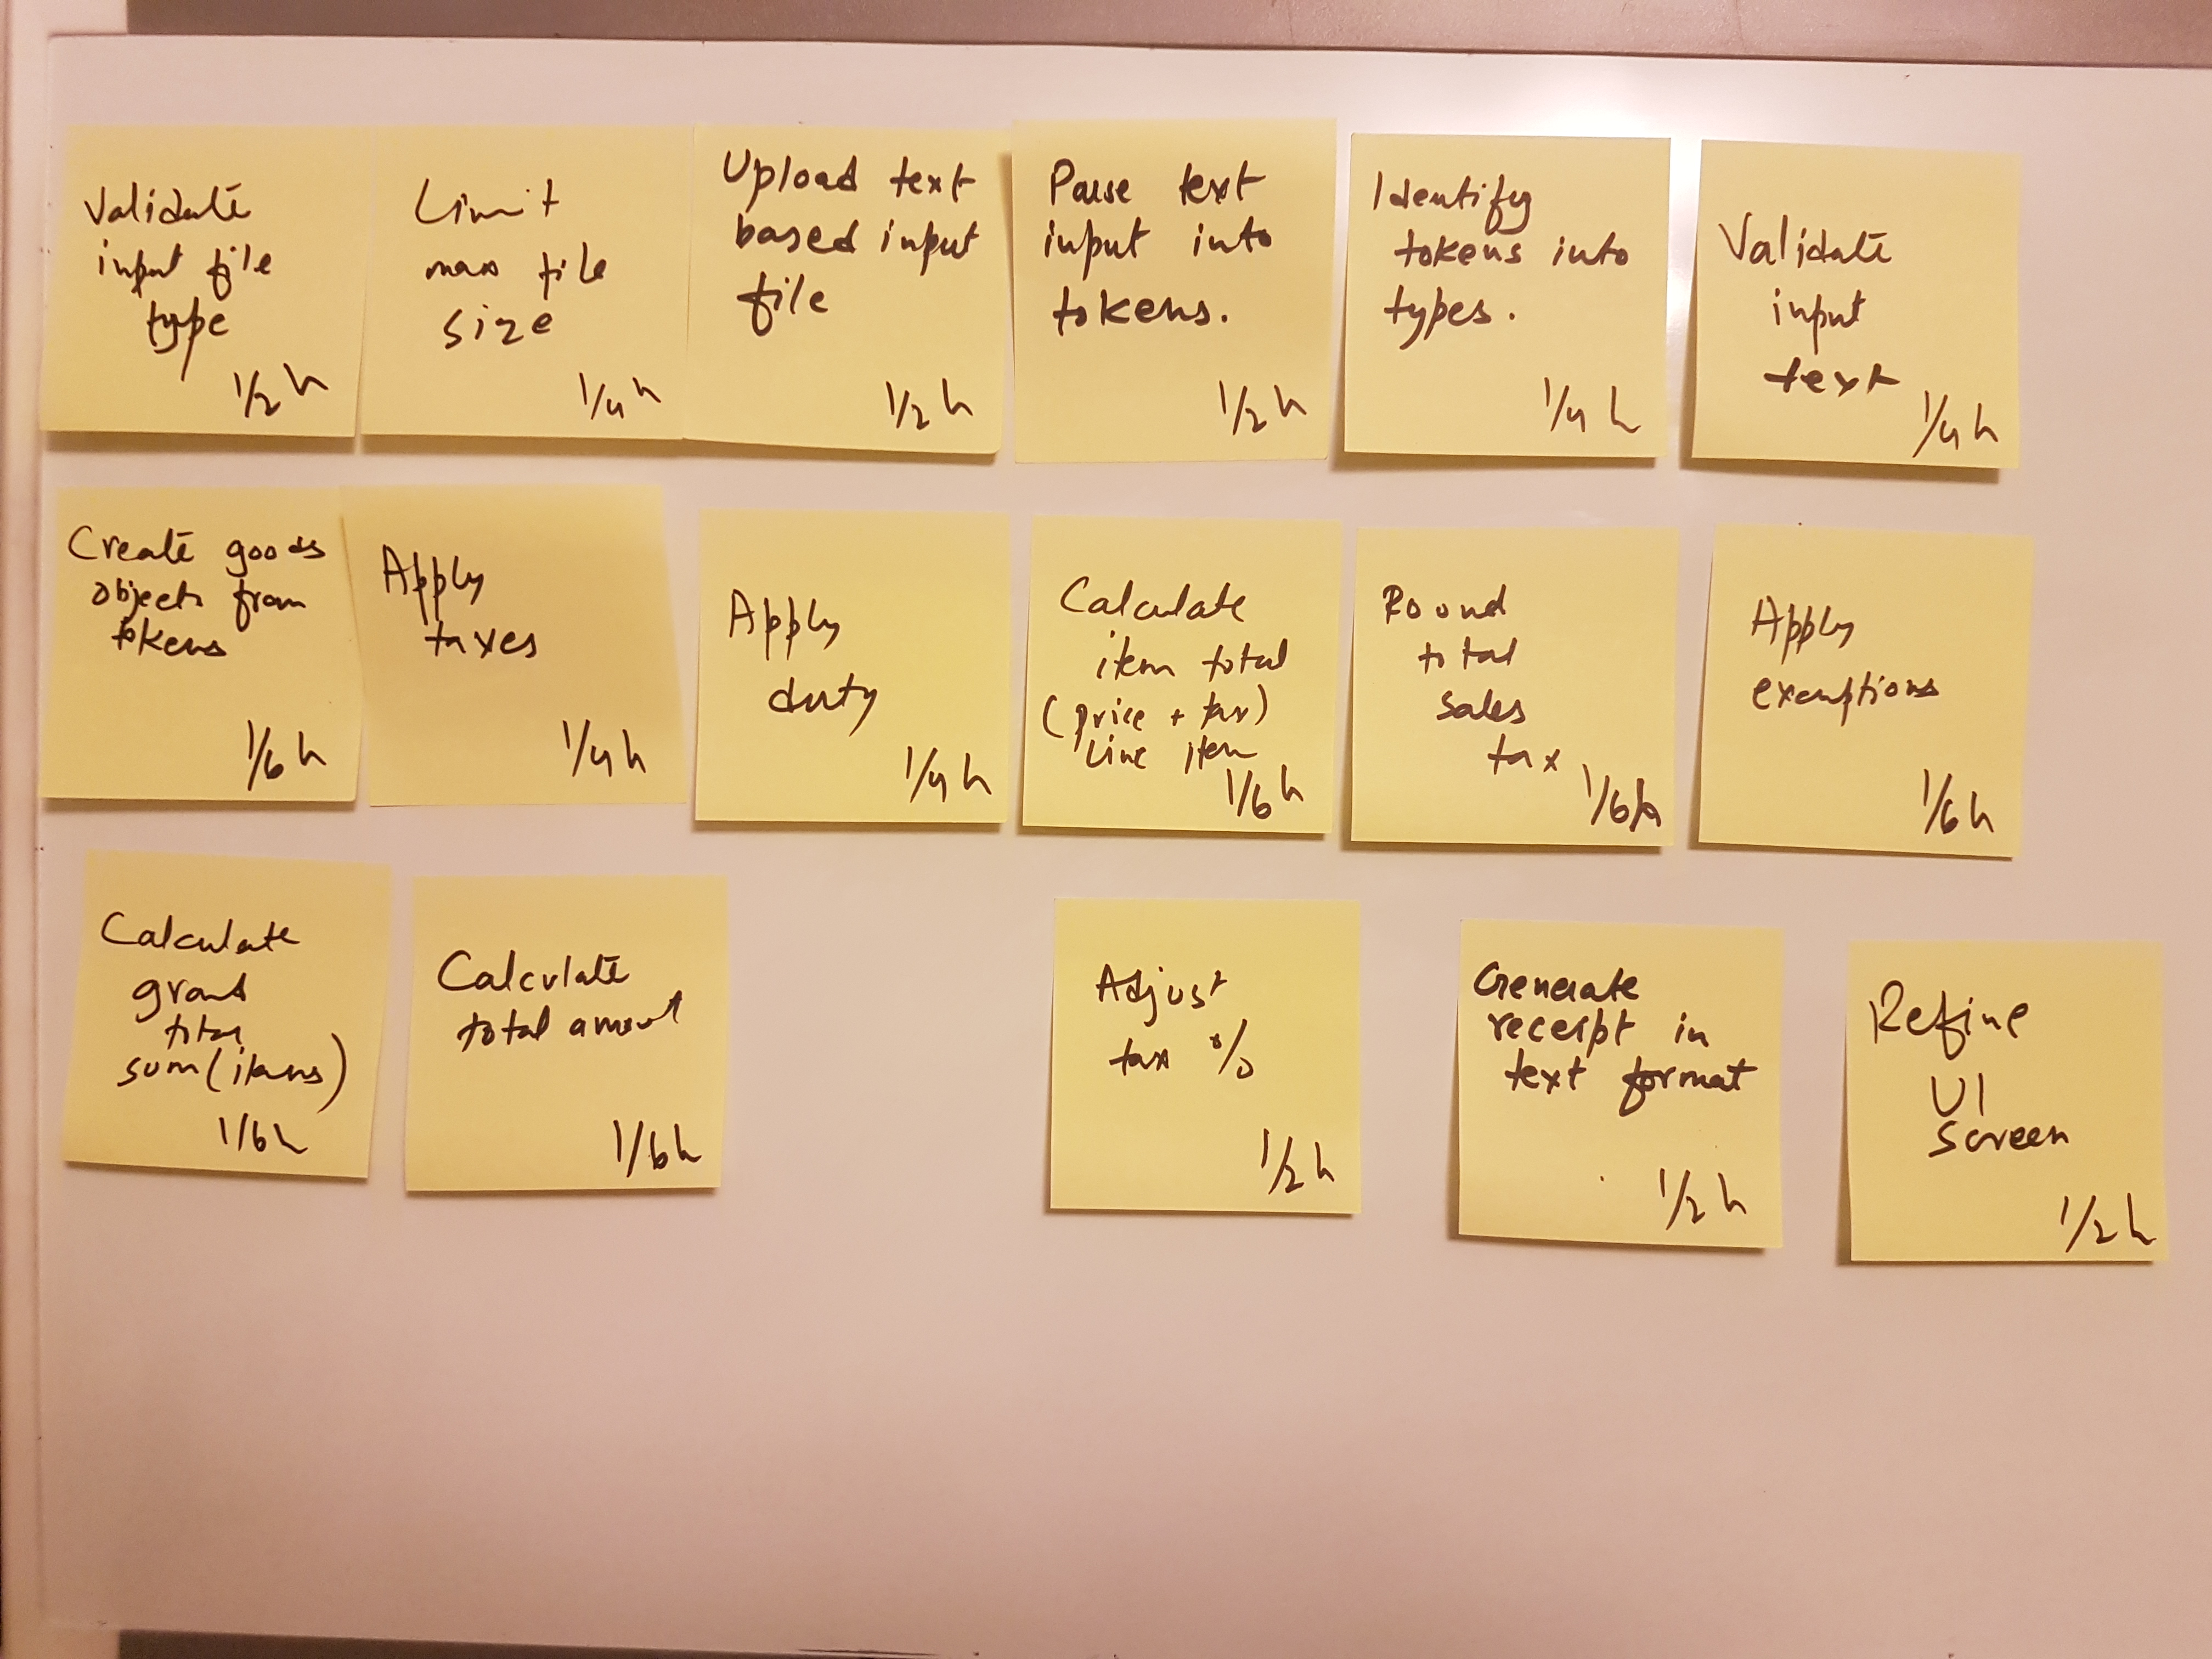 Validate
input file
type
1/2 h
Limit
max file
size
1/4 h
Upload text
based input
file
1/2 h
Parse text
input into
tokens.
1/2 h
Identify
tokens into
types.
1/4 h
Validate
input
text
1/4 h
Create goods
objects from
tokens
1/6 h
Apply
taxes
1/4 h
Apply
duty
1/4 h
Calculate
item total
(price + tax)
Line item
1/6 h
Round
total
sales
tax
1/6 h
Apply
exemptions
1/6 h
Calculate
grand
total
sum(items)
1/6 h
Calculate
total amount
1/6 h
Adjust
tax %
1/2 h
Generate
receipt in
text format
1/2 h
Refine
UI
screen
1/2 h